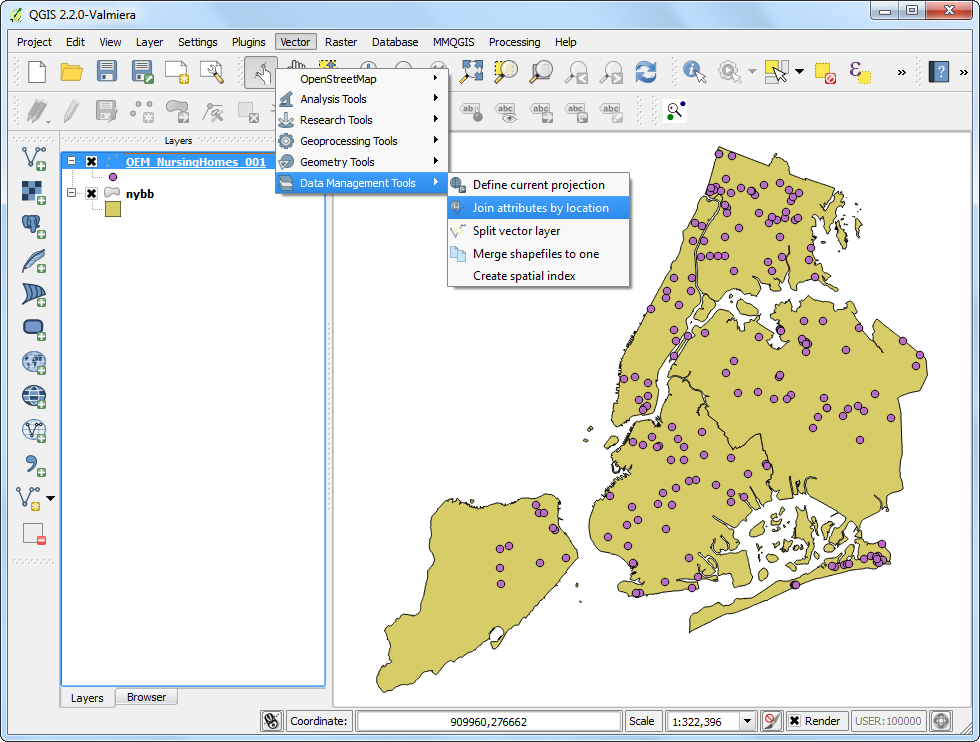 QGIS 2.2.0-Valmiera
Project Edit View Layer Settings Plugins Vector Raster Database MMQGIS Processing Help
OpenStreetMap
Analysis Tools
Research Tools
Geoprocessing Tools
Geometry Tools
Data Management Tools
Define current projection
Join attributes by location
Split vector layer
Merge shapefiles to one
Create spatial index
Layers
OEM_NursingHomes_001
nybb
Layers Browser
Coordinate: 909960,276662 Scale 1:322,396 Render USER:100000